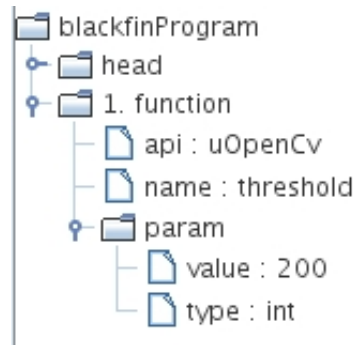 blackfinProgram
head
1. function
api : uOpenCv
name : threshold
param
value : 200
type : int